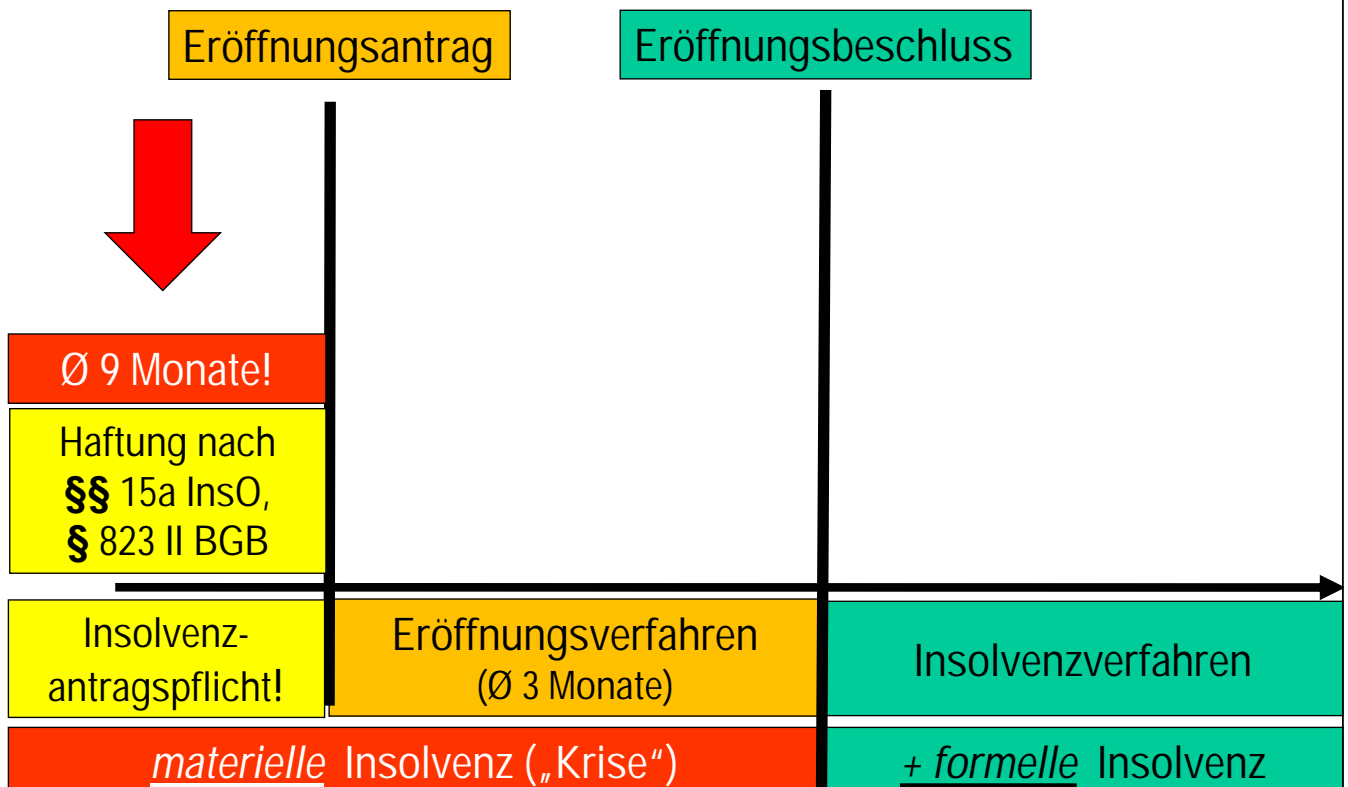 Eröffnungsantrag
Eröffnungsbeschluss
Ø 9 Monate!
Haftung nach
§§ 15a InsO,
§ 823 II BGB
Insolvenz-
antragspflicht!
Eröffnungsverfahren
(Ø 3 Monate)
Insolvenzverfahren
materielle Insolvenz („Krise“)
+ formelle Insolvenz